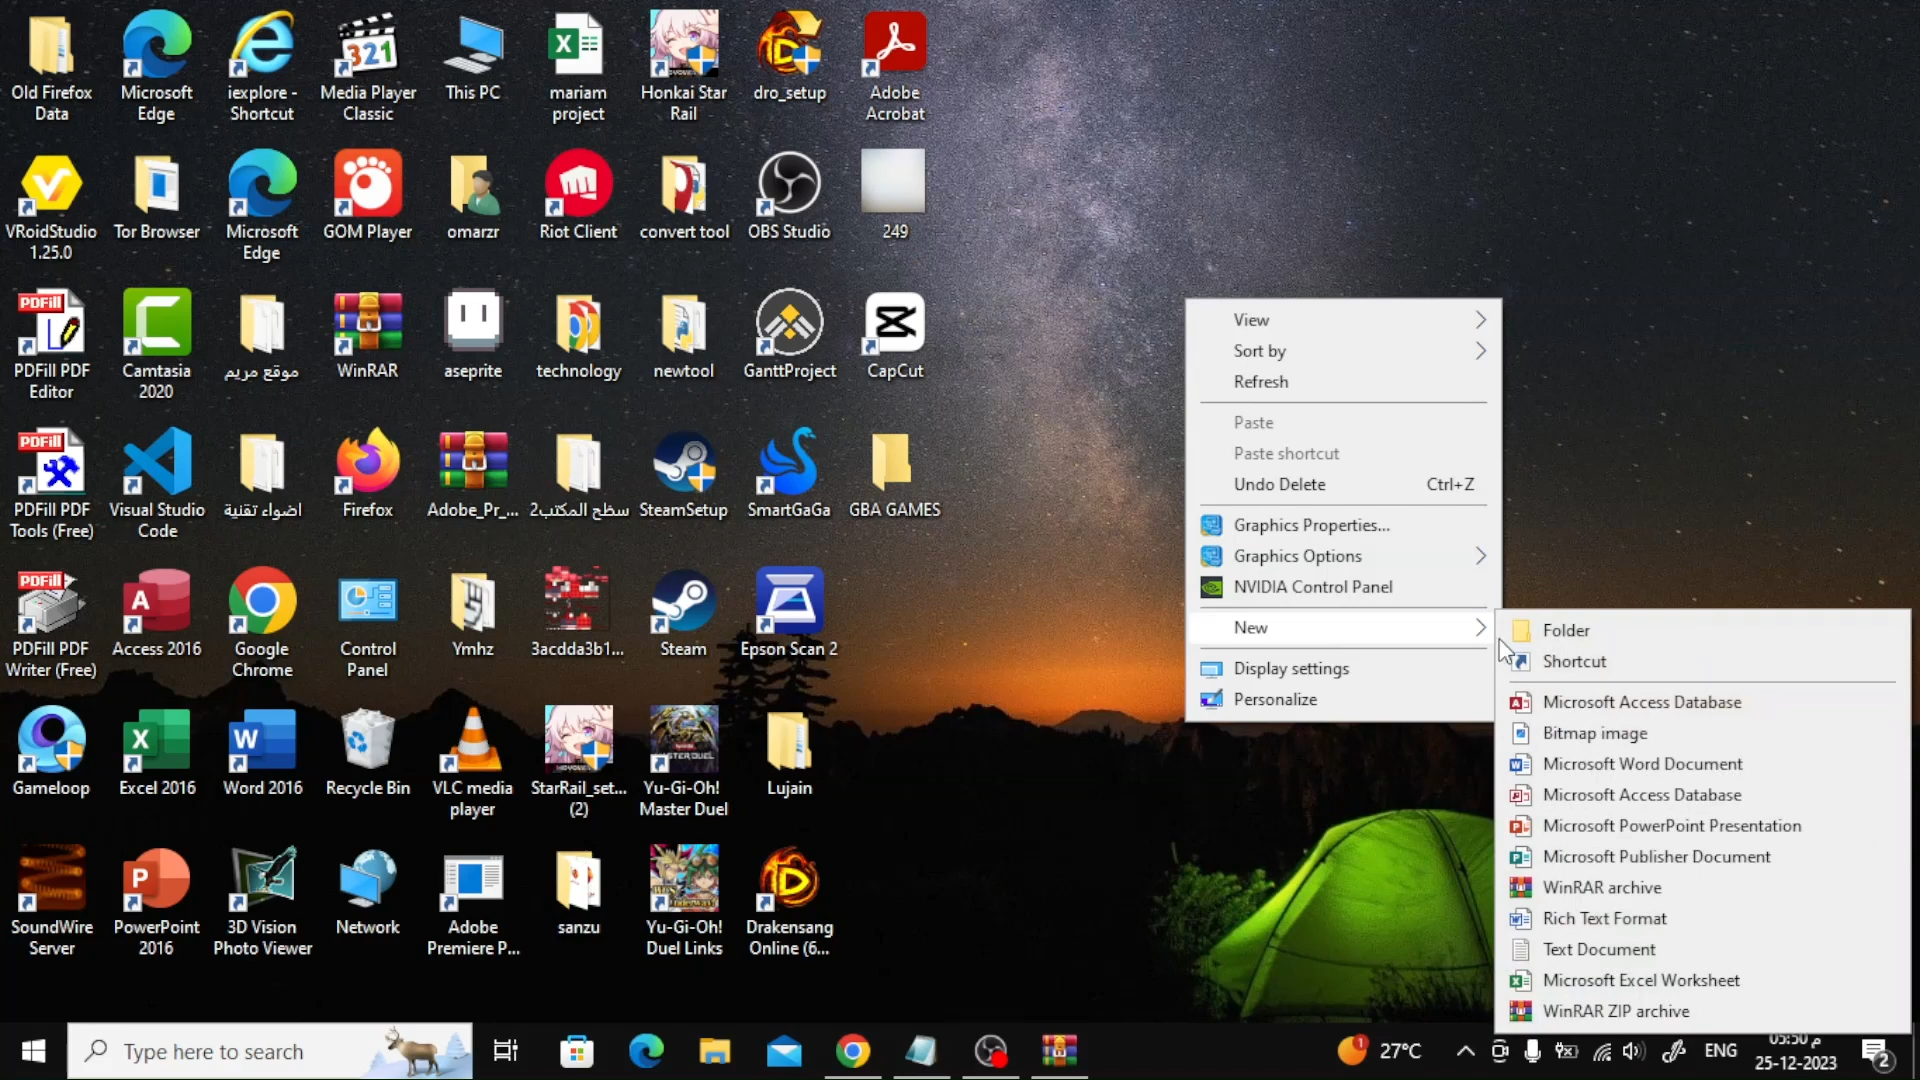 Old Firefox
Data
Microsoft
Edge
iexplore -
Shortcut
Media Player
Classic
This PC
mariam
project
Honkai Star
Rail
dro_setup
Adobe
Acrobat
VRoidStudio
1.25.0
Tor Browser
Microsoft
Edge
GOM Player
omarzr
Riot Client
convert tool
OBS Studio
249
PDFill PDF
Editor
Camtasia
2020
موقع مريم
WinRAR
aseprite
technology
newtool
GanttProject
CapCut
PDFill PDF
Tools (Free)
Visual Studio
Code
اضواء تقنية
Firefox
Adobe_Pr_...
سطح المكتب2
SteamSetup
SmartGaGa
GBA GAMES
PDFill PDF
Writer (Free)
Access 2016
Google
Chrome
Control
Panel
Ymhz
3acdda3b1...
Steam
Epson Scan 2
Gameloop
Excel 2016
Word 2016
Recycle Bin
VLC media
player
StarRail_set...
(2)
Yu-Gi-Oh!
Master Duel
Lujain
SoundWire
Server
PowerPoint
2016
3D Vision
Photo Viewer
Network
Adobe
Premiere P...
sanzu
Yu-Gi-Oh!
Duel Links
Drakensang
Online (6...
View
Sort by
Refresh
Paste
Paste shortcut
Undo Delete Ctrl+Z
Graphics Properties...
Graphics Options
NVIDIA Control Panel
New
Display settings
Personalize
Folder
Shortcut
Microsoft Access Database
Bitmap image
Microsoft Word Document
Microsoft Access Database
Microsoft PowerPoint Presentation
Microsoft Publisher Document
WinRAR archive
Rich Text Format
Text Document
Microsoft Excel Worksheet
WinRAR ZIP archive
Type here to search
1
27°C
ENG
05:50 م
25-12-2023
2